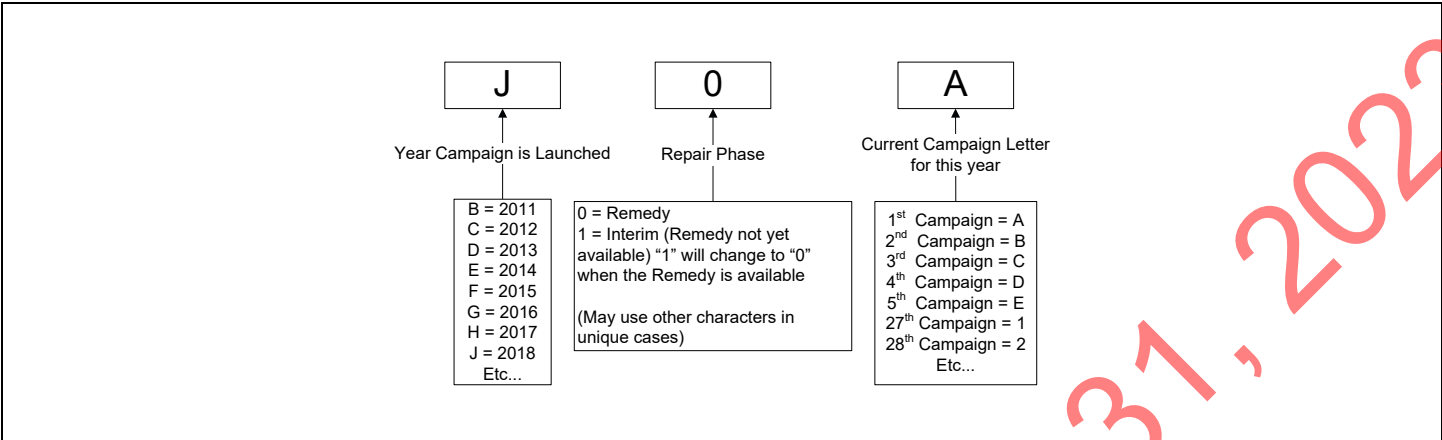 J 0 A
Year Campaign is Launched
Repair Phase
Current Campaign Letter
for this year
B = 2011
C = 2012
D = 2013
E = 2014
F = 2015
G = 2016
H = 2017
J = 2018
Etc...
0 = Remedy
1 = Interim (Remedy not yet
available) “1” will change to “0”
when the Remedy is available
(May use other characters in
unique cases)
1st Campaign = A
2nd Campaign = B
3rd Campaign = C
4th Campaign = D
5th Campaign = E
27th Campaign = 1
28th Campaign = 2
Etc...
31, 202